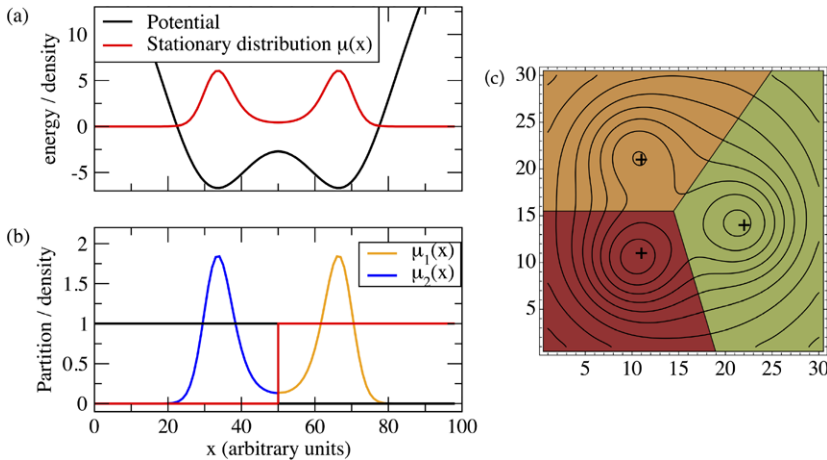 (a)
Potential
Stationary distribution μ(x)
energy / density
10
5
0
-5
(b)
μ1(x)
μ2(x)
Partition / density
2
1.5
1
0.5
0
0 20 40 60 80 100
x (arbitrary units)
(c)
30
25
20
15
10
5
5 10 15 20 25 30